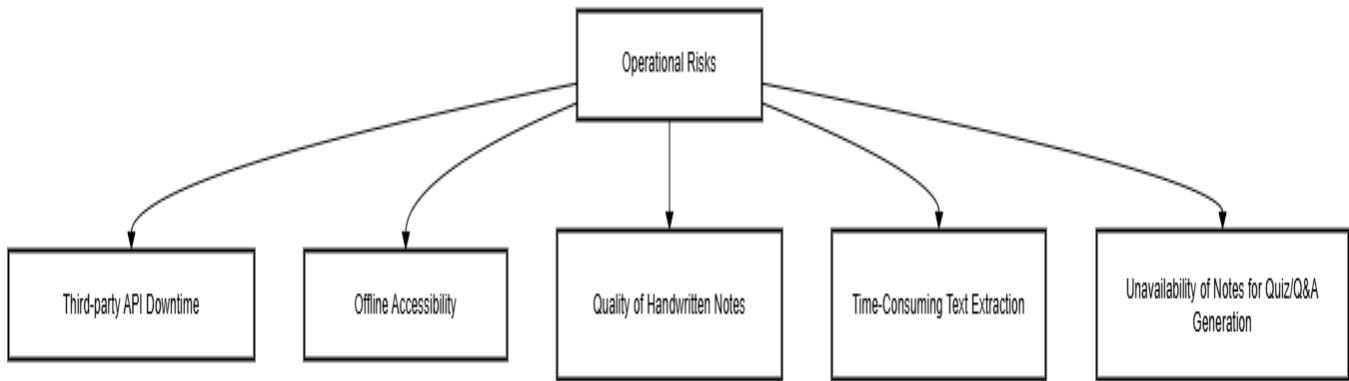 Operational Risks
Third-party API Downtime
Offline Accessibility
Quality of Handwritten Notes
Time-Consuming Text Extraction
Unavailability of Notes for Quiz/Q&A
Generation